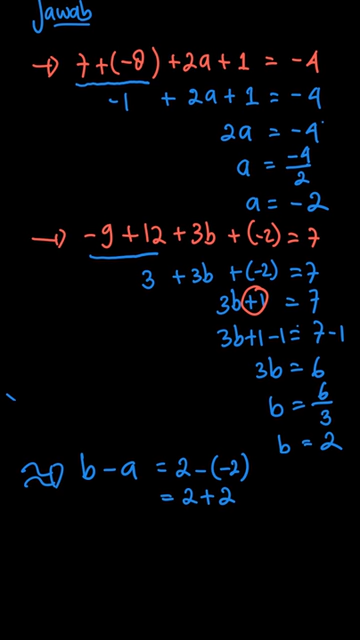 Jawab
→ 7 + (-8) + 2a + 1 = -4
-1 + 2a + 1 = -4
2a = -4
a = -4/2
a = -2
→ -9 + 12 + 3b + (-2) = 7
3 + 3b + (-2) = 7
3b + 1 = 7
3b + 1 - 1 = 7 - 1
3b = 6
b = 6/3
b = 2
b - a = 2 - (-2)
= 2 + 2